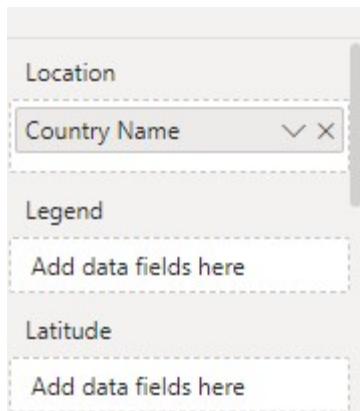 Location
Country Name
Legend
Add data fields here
Latitude
Add data fields here